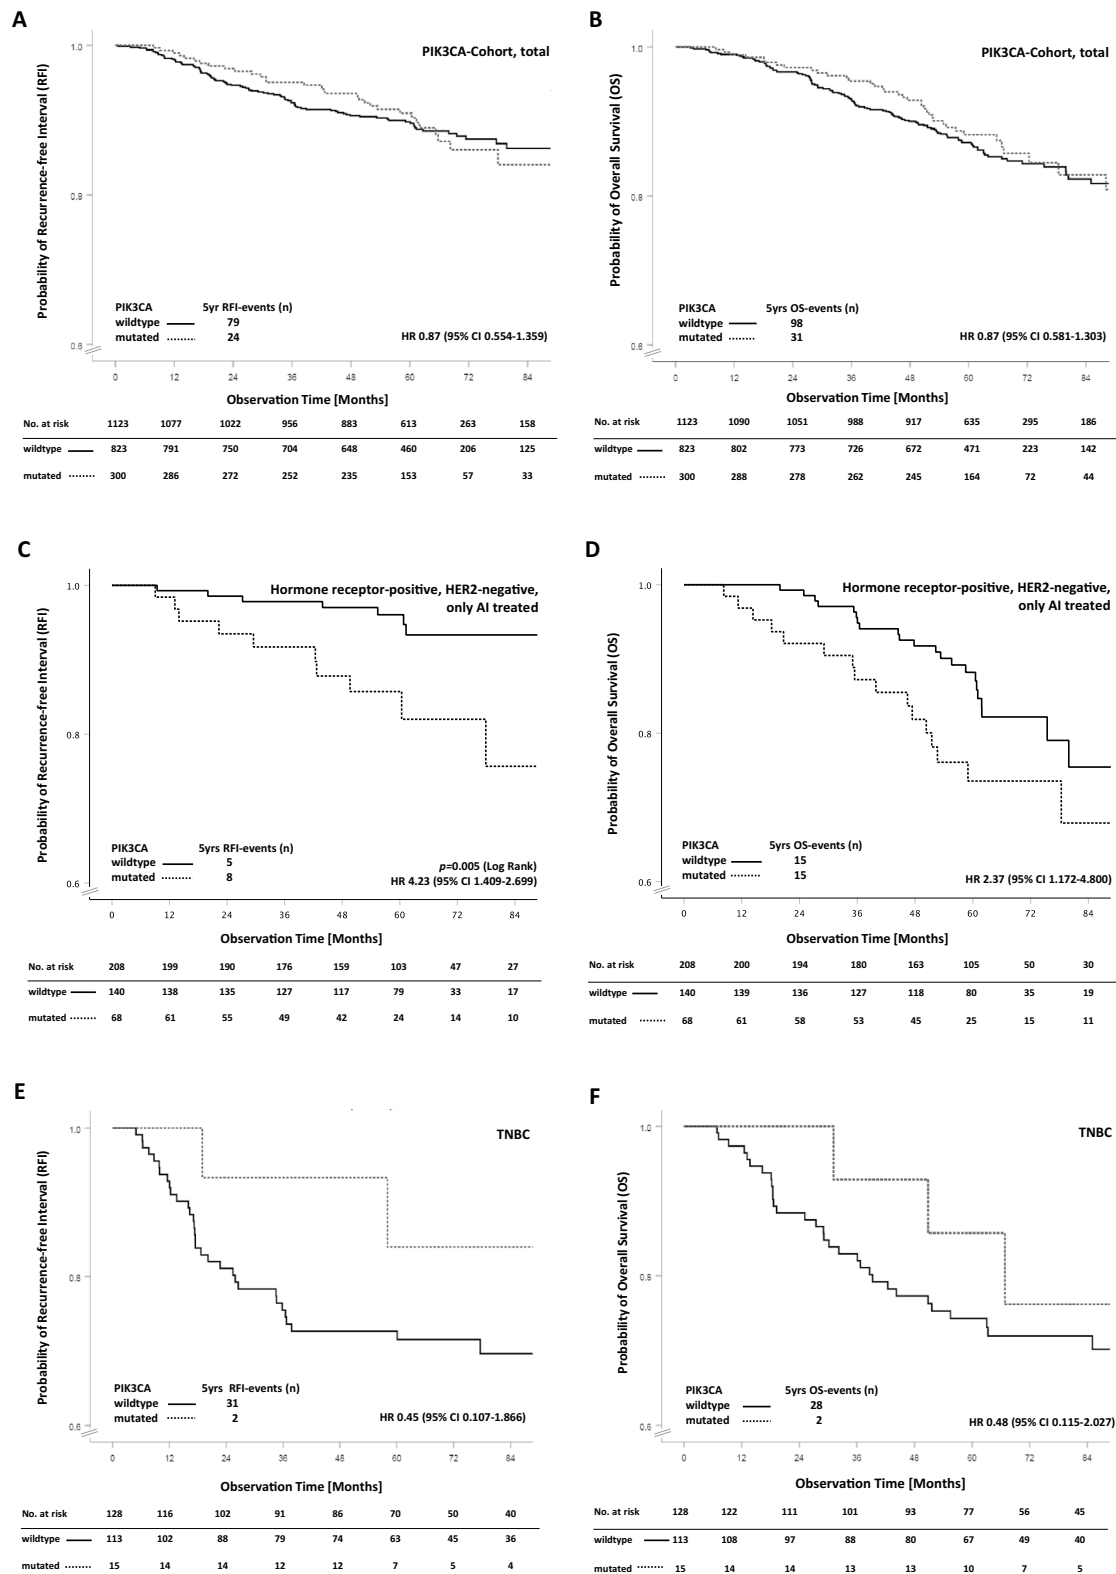 A
Probability of Recurrence-free Interval (RFI)
PIK3CA-Cohort, total
1.0
0.8
0.6
PIK3CA 5yr RFI-events (n)
wildtype 79
mutated 24
HR 0.87 (95% CI 0.554-1.359)
0 12 24 36 48 60 72 84
Observation Time [Months]
No. at risk 1123 1077 1022 956 883 613 263 158
wildtype 823 791 750 704 648 460 206 125
mutated 300 286 272 252 235 153 57 33
B
Probability of Overall Survival (OS)
PIK3CA-Cohort, total
1.0
0.8
0.6
PIK3CA 5yrs OS-events (n)
wildtype 98
mutated 31
HR 0.87 (95% CI 0.581-1.303)
0 12 24 36 48 60 72 84
Observation Time [Months]
No. at risk 1123 1090 1051 988 917 635 295 186
wildtype 823 802 773 726 672 471 223 142
mutated 300 288 278 262 245 164 72 44
C
Probability of Recurrence-free Interval (RFI)
Hormone receptor-positive, HER2-negative,
only AI treated
1.0
0.8
0.6
PIK3CA 5yrs RFI-events (n)
wildtype 5
mutated 8
p=0.005 (Log Rank)
HR 4.23 (95% CI 1.409-2.699)
0 12 24 36 48 60 72 84
Observation Time [Months]
No. at risk 208 199 190 176 159 103 47 27
wildtype 140 138 135 127 117 79 33 17
mutated 68 61 55 49 42 24 14 10
D
Probability of Overall Survival (OS)
Hormone receptor-positive, HER2-negative,
only AI treated
1.0
0.8
0.6
PIK3CA 5yrs OS-events (n)
wildtype 15
mutated 15
HR 2.37 (95% CI 1.172-4.800)
0 12 24 36 48 60 72 84
Observation Time [Months]
No. at risk 208 200 194 180 163 105 50 30
wildtype 140 139 136 127 118 80 35 19
mutated 68 61 58 53 45 25 15 11
E
Probability of Recurrence-free Interval (RFI)
TNBC
1.0
0.8
0.6
PIK3CA 5yrs RFI-events (n)
wildtype 31
mutated 2
HR 0.45 (95% CI 0.107-1.866)
0 12 24 36 48 60 72 84
Observation Time [Months]
No. at risk 128 116 102 91 86 70 50 40
wildtype 113 102 88 79 74 63 45 36
mutated 15 14 14 12 12 7 5 4
F
Probability of Overall Survival (OS)
TNBC
1.0
0.8
0.6
PIK3CA 5yrs OS-events (n)
wildtype 28
mutated 2
HR 0.48 (95% CI 0.115-2.027)
0 12 24 36 48 60 72 84
Observation Time [Months]
No. at risk 128 122 111 101 93 77 56 45
wildtype 113 108 97 88 80 67 49 40
mutated 15 14 14 13 13 10 7 5